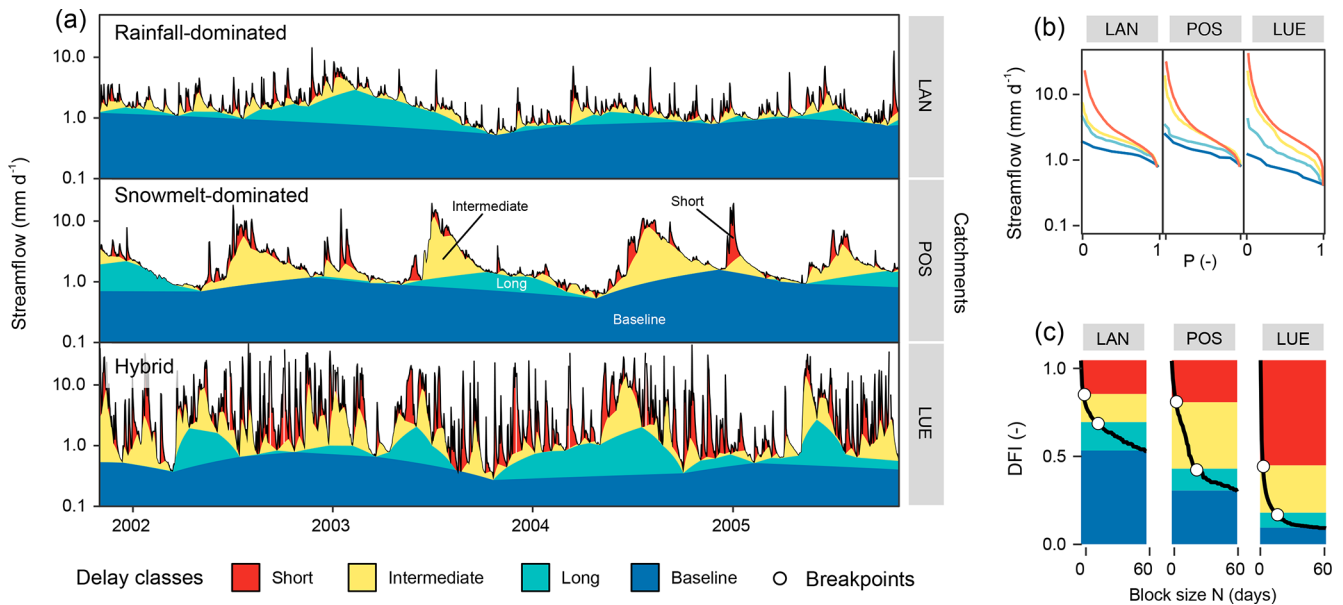 (a)
Rainfall-dominated
10.0
1.0
0.1
LAN
Snowmelt-dominated
Intermediate
Short
Long
Baseline
10.0
1.0
0.1
POS
Hybrid
10.0
1.0
0.1
LUE
Streamflow (mm d⁻¹)
Catchments
2002 2003 2004 2005
Delay classes Short Intermediate Long Baseline Breakpoints
(b)
LAN POS LUE
Streamflow (mm d⁻¹)
10.0
1.0
0.1
0 1 0 1
P (-)
(c)
LAN POS LUE
DFI (-)
1.0
0.5
0.0
0 60 0 60 0 60
Block size N (days)